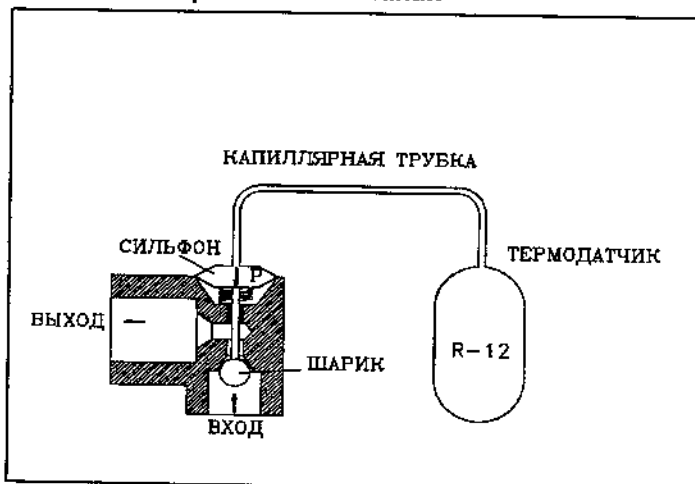 КАПИЛЛЯРНАЯ ТРУБКА
СИЛЬФОН
P
ТЕРМОДАТЧИК
ВЫХОД
R-12
ШАРИК
ВХОД